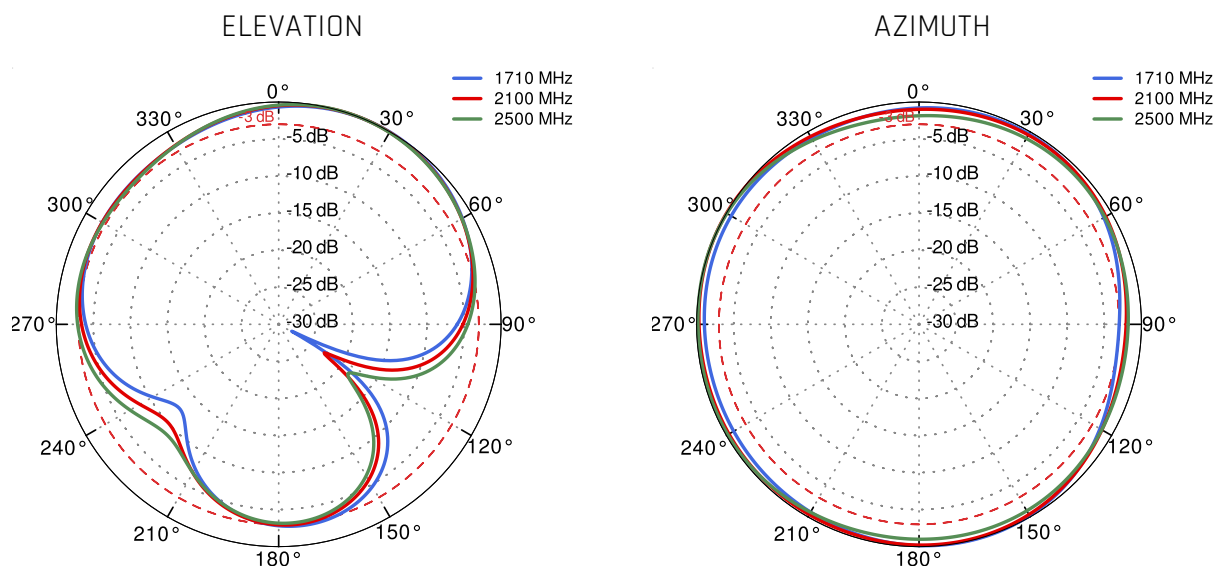 ELEVATION
1710 MHz
2100 MHz
2500 MHz
0°
30°
60°
90°
120°
150°
180°
210°
240°
270°
300°
330°
-3 dB
-5 dB
-10 dB
-15 dB
-20 dB
-25 dB
-30 dB
AZIMUTH
1710 MHz
2100 MHz
2500 MHz
0°
30°
60°
90°
120°
150°
180°
210°
240°
270°
300°
330°
-3 dB
-5 dB
-10 dB
-15 dB
-20 dB
-25 dB
-30 dB